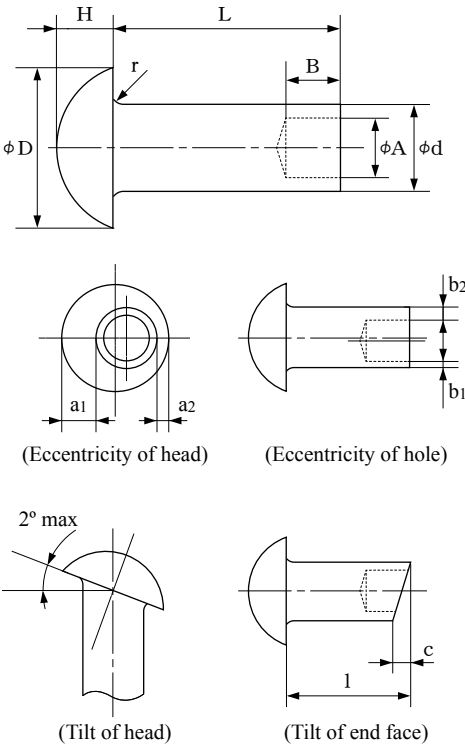 H L
r B
ϕD ϕA ϕd
b2
a1 a2 b1
(Eccentricity of head) (Eccentricity of hole)
2º max
c
l
(Tilt of head) (Tilt of end face)